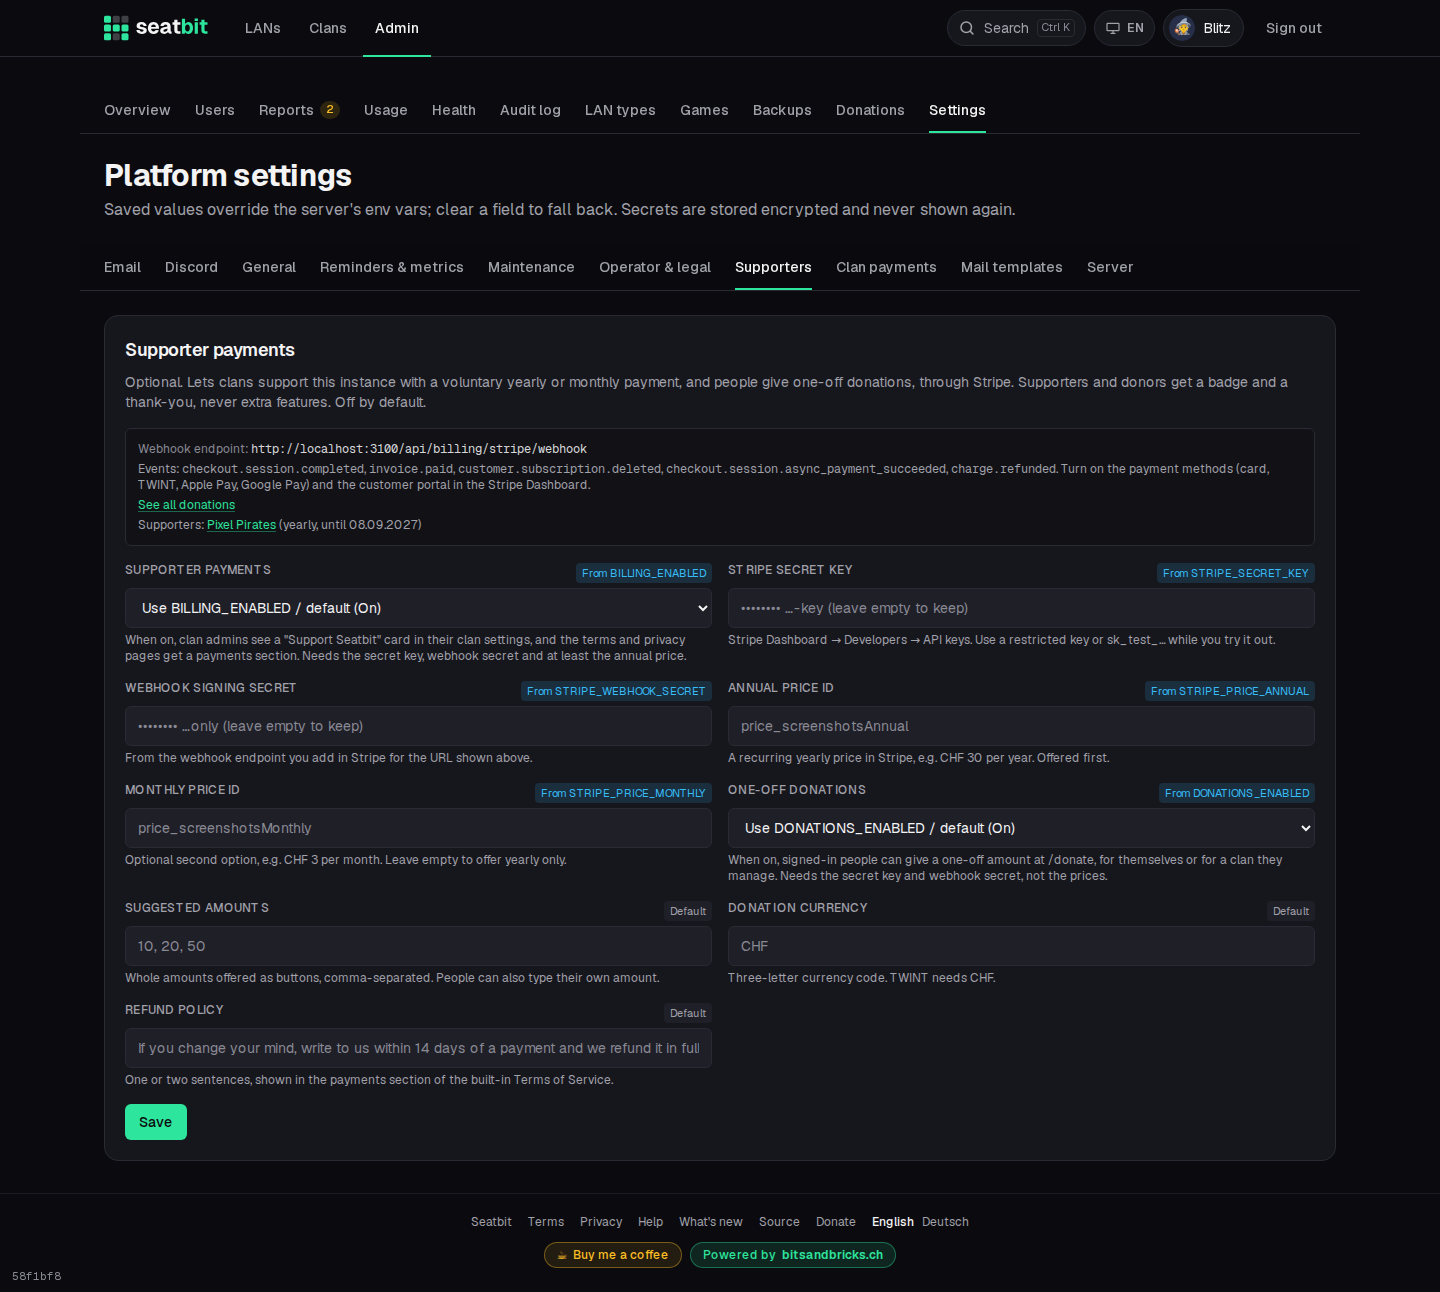 seatbit
LANs
Clans
Admin
Search Ctrl K
EN
Blitz
Sign out
Overview
Users
Reports 2
Usage
Health
Audit log
LAN types
Games
Backups
Donations
Settings
Platform settings
Saved values override the server's env vars; clear a field to fall back. Secrets are stored encrypted and never shown again.
Email
Discord
General
Reminders & metrics
Maintenance
Operator & legal
Supporters
Clan payments
Mail templates
Server
Supporter payments
Optional. Lets clans support this instance with a voluntary yearly or monthly payment, and people give one-off donations, through Stripe. Supporters and donors get a badge and a
thank-you, never extra features. Off by default.
Webhook endpoint: http://localhost:3100/api/billing/stripe/webhook
Events: checkout.session.completed, invoice.paid, customer.subscription.deleted, checkout.session.async_payment_succeeded, charge.refunded. Turn on the payment methods (card,
TWINT, Apple Pay, Google Pay) and the customer portal in the Stripe Dashboard.
See all donations
Supporters: Pixel Pirates (yearly, until 08.09.2027)
SUPPORTER PAYMENTS
From BILLING_ENABLED
Use BILLING_ENABLED / default (On)
When on, clan admins see a "Support Seatbit" card in their clan settings, and the terms and privacy
pages get a payments section. Needs the secret key, webhook secret and at least the annual price.
STRIPE SECRET KEY
From STRIPE_SECRET_KEY
•••••••• …-key (leave empty to keep)
Stripe Dashboard → Developers → API keys. Use a restricted key or sk_test_… while you try it out.
WEBHOOK SIGNING SECRET
From STRIPE_WEBHOOK_SECRET
•••••••• …only (leave empty to keep)
From the webhook endpoint you add in Stripe for the URL shown above.
ANNUAL PRICE ID
From STRIPE_PRICE_ANNUAL
price_screenshotsAnnual
A recurring yearly price in Stripe, e.g. CHF 30 per year. Offered first.
MONTHLY PRICE ID
From STRIPE_PRICE_MONTHLY
price_screenshotsMonthly
Optional second option, e.g. CHF 3 per month. Leave empty to offer yearly only.
ONE-OFF DONATIONS
From DONATIONS_ENABLED
Use DONATIONS_ENABLED / default (On)
When on, signed-in people can give a one-off amount at /donate, for themselves or for a clan they
manage. Needs the secret key and webhook secret, not the prices.
SUGGESTED AMOUNTS
Default
10, 20, 50
Whole amounts offered as buttons, comma-separated. People can also type their own amount.
DONATION CURRENCY
Default
CHF
Three-letter currency code. TWINT needs CHF.
REFUND POLICY
Default
If you change your mind, write to us within 14 days of a payment and we refund it in full
One or two sentences, shown in the payments section of the built-in Terms of Service.
Save
Seatbit
Terms
Privacy
Help
What's new
Source
Donate
English
Deutsch
Buy me a coffee
Powered by bitsandbricks.ch
58f1bf8